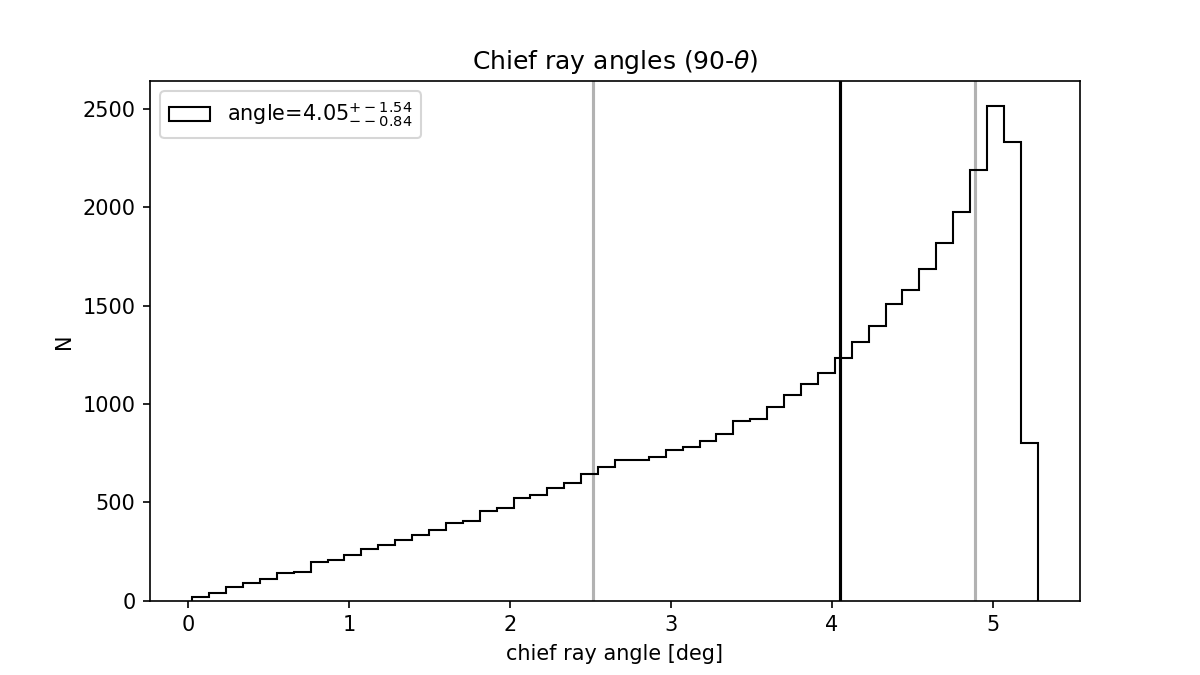 Chief ray angles (90-θ)
angle=4.05+−1.54−−0.84
2500
2000
1500
1000
500
0
N
0 1 2 3 4 5
chief ray angle [deg]